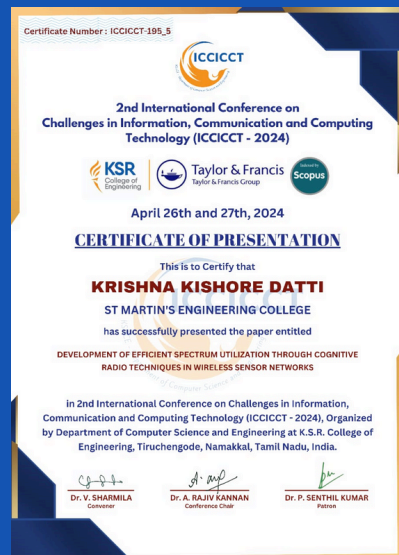 Certificate Number : ICCICCT-195_5
ICCICCT
2nd International Conference on
Challenges in Information, Communication and Computing
Technology (ICCICCT - 2024)
KSR
College of
Engineering
Taylor & Francis
Taylor & Francis Group
Indexed by
Scopus
April 26th and 27th, 2024
CERTIFICATE OF PRESENTATION
This is to Certify that
KRISHNA KISHORE DATTI
ST MARTIN'S ENGINEERING COLLEGE
has successfully presented the paper entitled
DEVELOPMENT OF EFFICIENT SPECTRUM UTILIZATION THROUGH COGNITIVE
RADIO TECHNIQUES IN WIRELESS SENSOR NETWORKS
in 2nd International Conference on Challenges in Information,
Communication and Computing Technology (ICCICCT - 2024), Organized
by Department of Computer Science and Engineering at K.S.R. College of
Engineering, Tiruchengode, Namakkal, Tamil Nadu, India.
Dr. V. SHARMILA
Convener
Dr. A. RAJIV KANNAN
Conference Chair
Dr. P. SENTHIL KUMAR
Patron